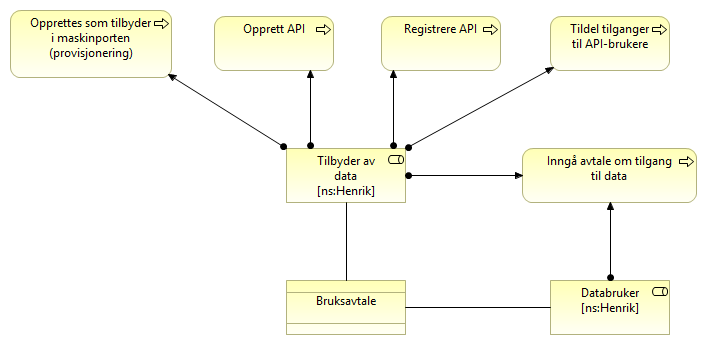 Opprettes som tilbyder
i maskinporten
(provisjonering)
Opprett API
Registrere API
Tildel tilganger
til API-brukere
Tilbyder av
data
[ns:Henrik]
Inngå avtale om tilgang
til data
Bruksavtale
Databruker
[ns:Henrik]